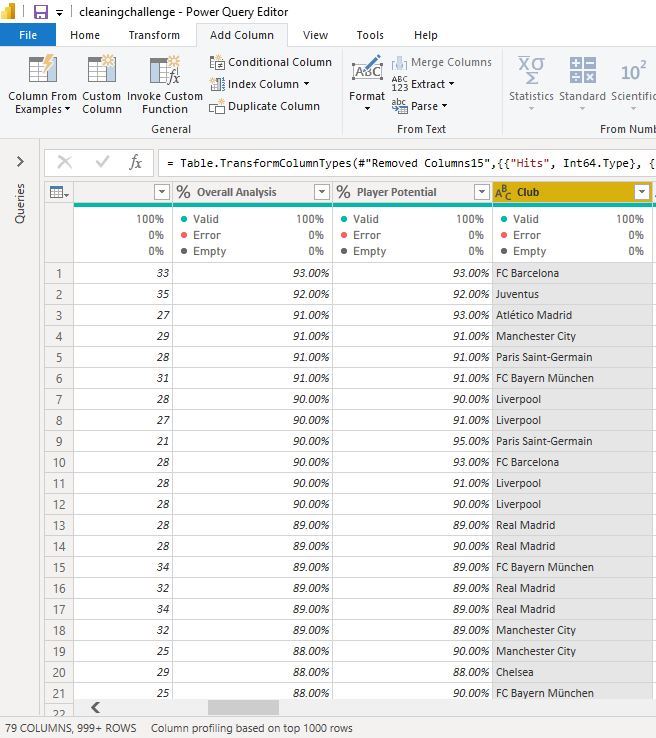 cleaningchallenge - Power Query Editor
File Home Transform Add Column View Tools Help
Column From Examples Custom Column Invoke Custom Function
Conditional Column
Index Column
Duplicate Column
General
Format
Merge Columns
ABC 123 Extract
abc Parse
From Text
Χσ Statistics Standard 10² Scientific
From Numb
Queries
fx = Table.TransformColumnTypes(#"Removed Columns15",{{"Hits", Int64.Type}, {
% Overall Analysis % Player Potential ABC Club
100% Valid 100% Valid 100% Valid 100%
0% Error 0% Error 0% Error 0%
0% Empty 0% Empty 0% Empty 0%
1 33 93.00% 93.00% FC Barcelona
2 35 92.00% 92.00% Juventus
3 27 91.00% 93.00% Atlético Madrid
4 29 91.00% 91.00% Manchester City
5 28 91.00% 91.00% Paris Saint-Germain
6 31 91.00% 91.00% FC Bayern München
7 28 90.00% 90.00% Liverpool
8 27 90.00% 91.00% Liverpool
9 21 90.00% 95.00% Paris Saint-Germain
10 28 90.00% 93.00% FC Barcelona
11 28 90.00% 91.00% Liverpool
12 28 90.00% 90.00% Liverpool
13 28 89.00% 89.00% Real Madrid
14 28 89.00% 90.00% Real Madrid
15 34 89.00% 89.00% FC Bayern München
16 32 89.00% 89.00% Real Madrid
17 34 89.00% 89.00% Real Madrid
18 32 89.00% 89.00% Manchester City
19 25 88.00% 90.00% Manchester City
20 29 88.00% 88.00% Chelsea
21 25 88.00% 90.00% FC Bayern München
22
79 COLUMNS, 999+ ROWS Column profiling based on top 1000 rows